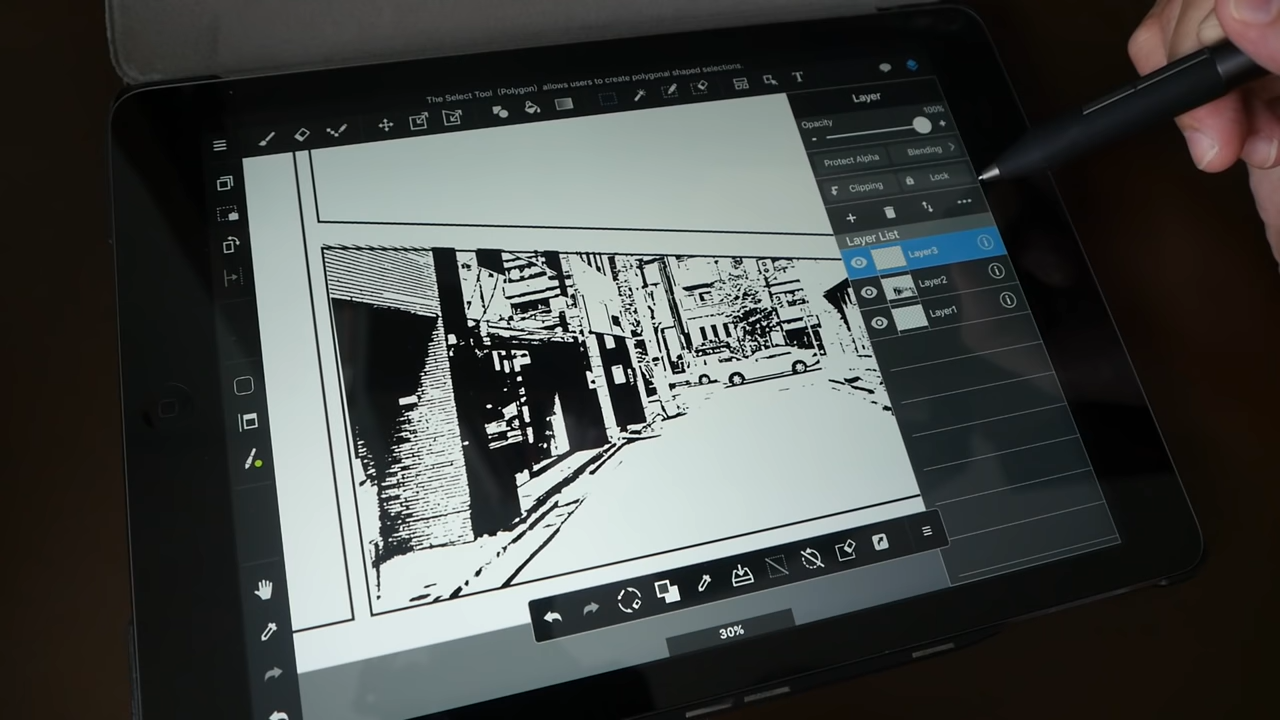 The Select Tool (Polygon) allows users to create polygonal shaped selections.
T
Layer
Opacity 100%
- +
Protect Alpha Blending
Clipping Lock
Layer List
Layer3
Layer2
Layer1
30%